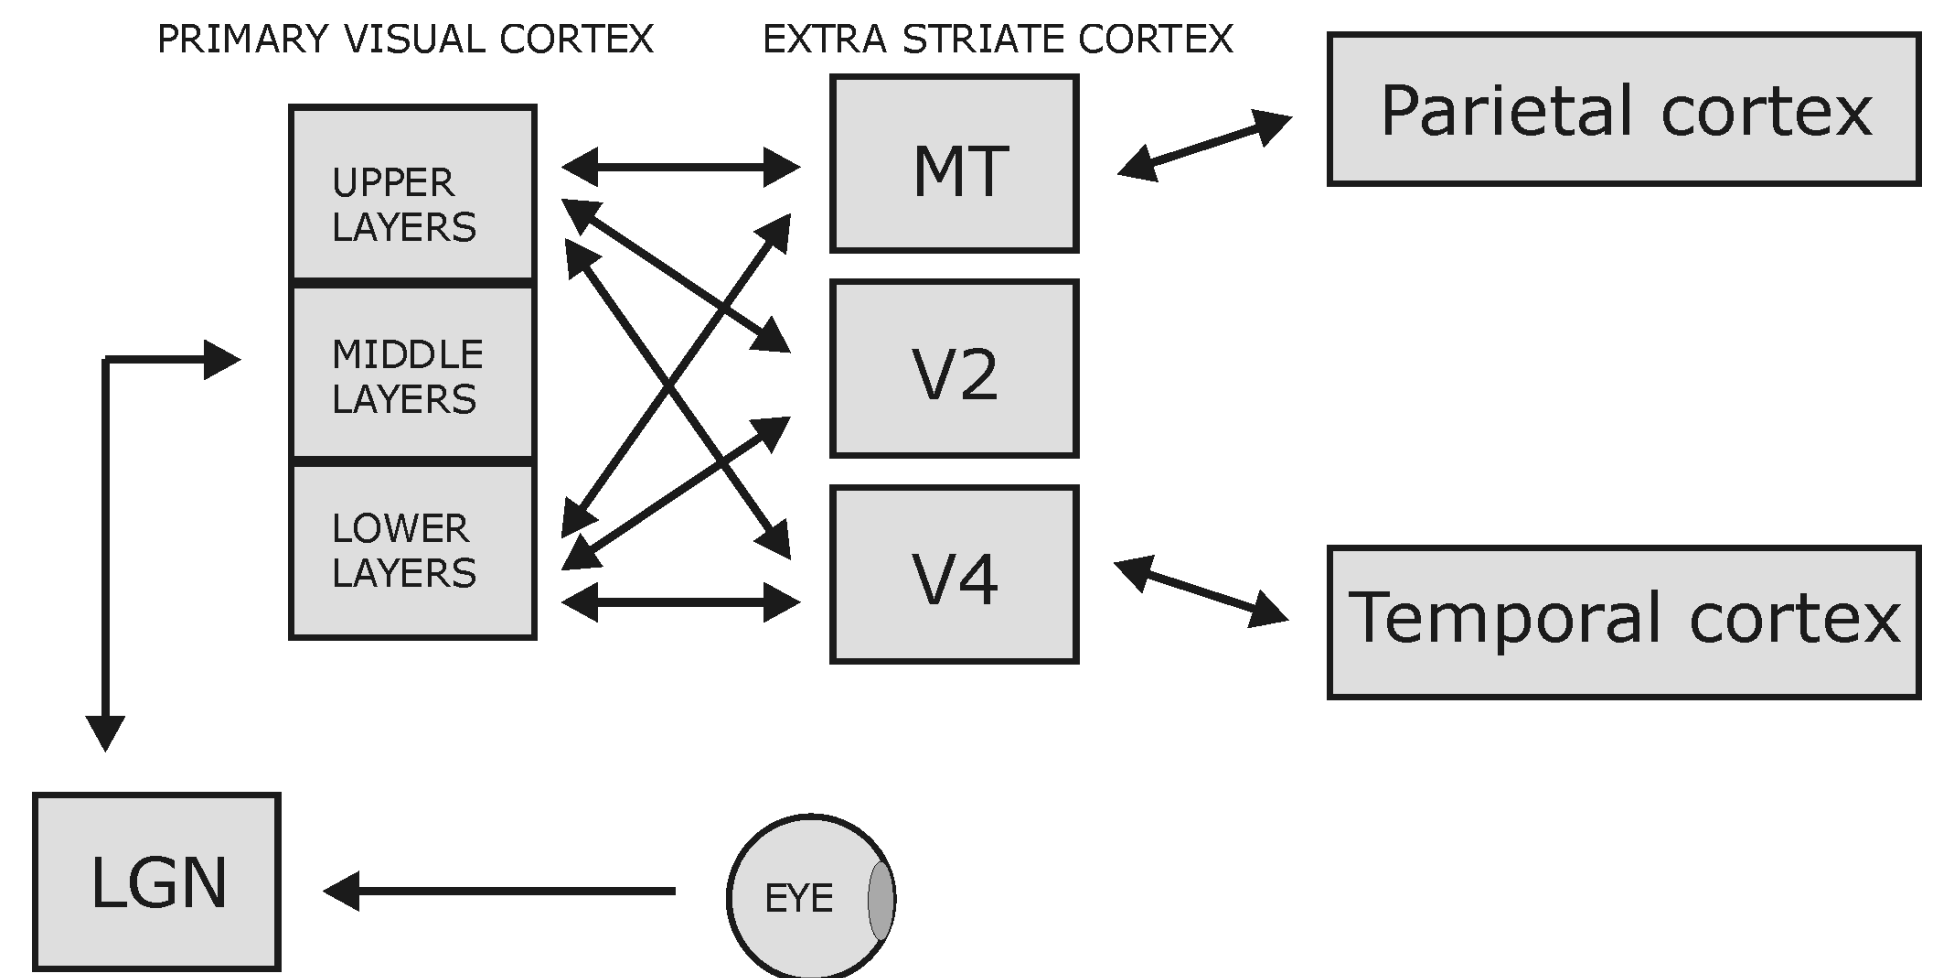 PRIMARY VISUAL CORTEX
EXTRA STRIATE CORTEX
UPPER
LAYERS
MIDDLE
LAYERS
LOWER
LAYERS
MT
V2
V4
Parietal cortex
Temporal cortex
LGN
EYE